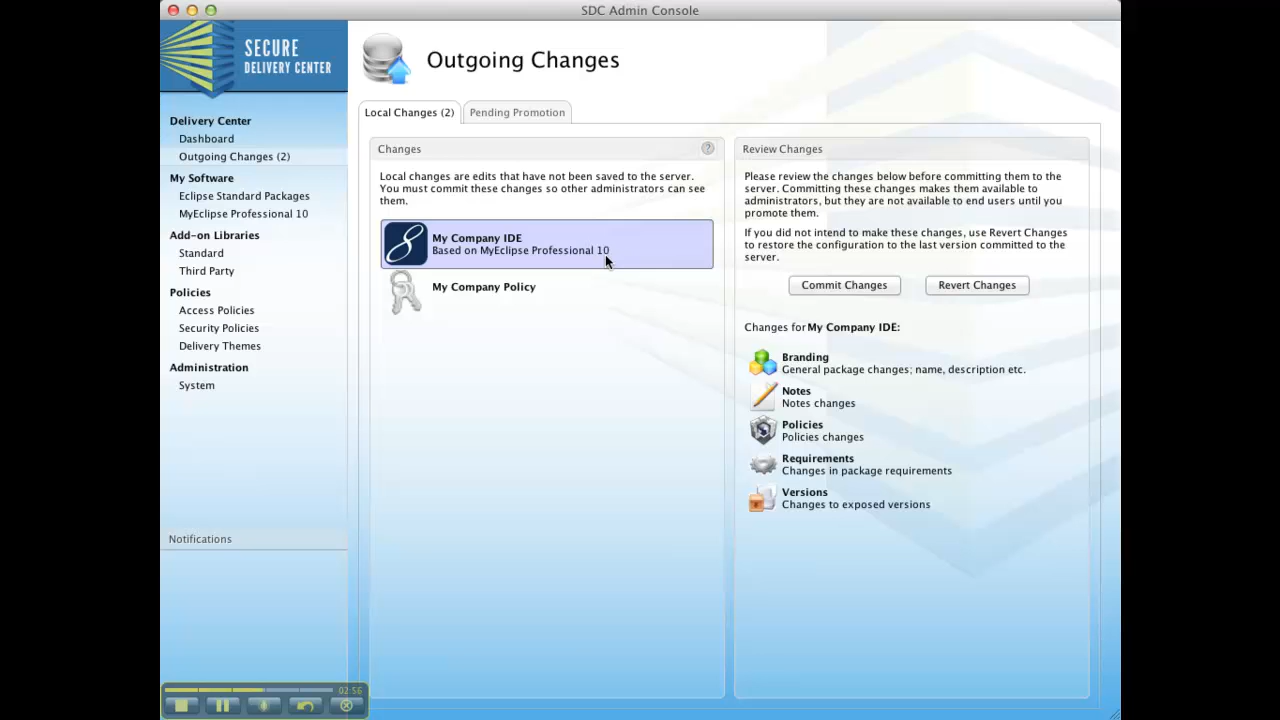 SDC Admin Console
SECURE
DELIVERY CENTER
Outgoing Changes
Local Changes (2)
Pending Promotion
Delivery Center
Dashboard
Outgoing Changes (2)
My Software
Eclipse Standard Packages
MyEclipse Professional 10
Add-on Libraries
Standard
Third Party
Policies
Access Policies
Security Policies
Delivery Themes
Administration
System
Notifications
02:56
Changes
?
Local changes are edits that have not been saved to the server.
You must commit these changes so other administrators can see
them.
My Company IDE
Based on MyEclipse Professional 10
My Company Policy
Review Changes
Please review the changes below before committing them to the
server. Committing these changes makes them available to
administrators, but they are not available to end users until you
promote them.
If you did not intend to make these changes, use Revert Changes
to restore the configuration to the last version committed to the
server.
Commit Changes
Revert Changes
Changes for My Company IDE:
Branding
General package changes; name, description etc.
Notes
Notes changes
Policies
Policies changes
Requirements
Changes in package requirements
Versions
Changes to exposed versions